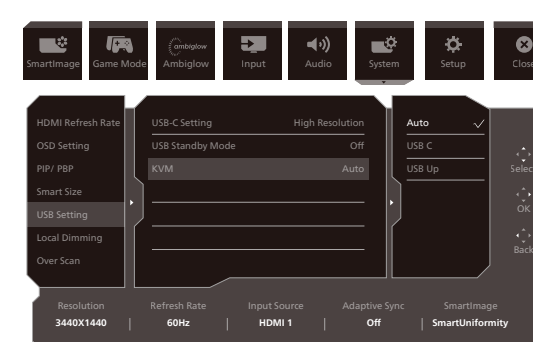 ambiglow
SmartImage Game Mode Ambiglow Input Audio System Setup Close
HDMI Refresh Rate
OSD Setting
PIP/ PBP
Smart Size
USB Setting
Local Dimming
Over Scan
USB-C Setting High Resolution
USB Standby Mode Off
KVM Auto
Auto
USB C
USB Up
Select
OK
Back
Resolution Refresh Rate Input Source Adaptive Sync SmartImage
3440X1440 | 60Hz | HDMI 1 | Off | SmartUniformity